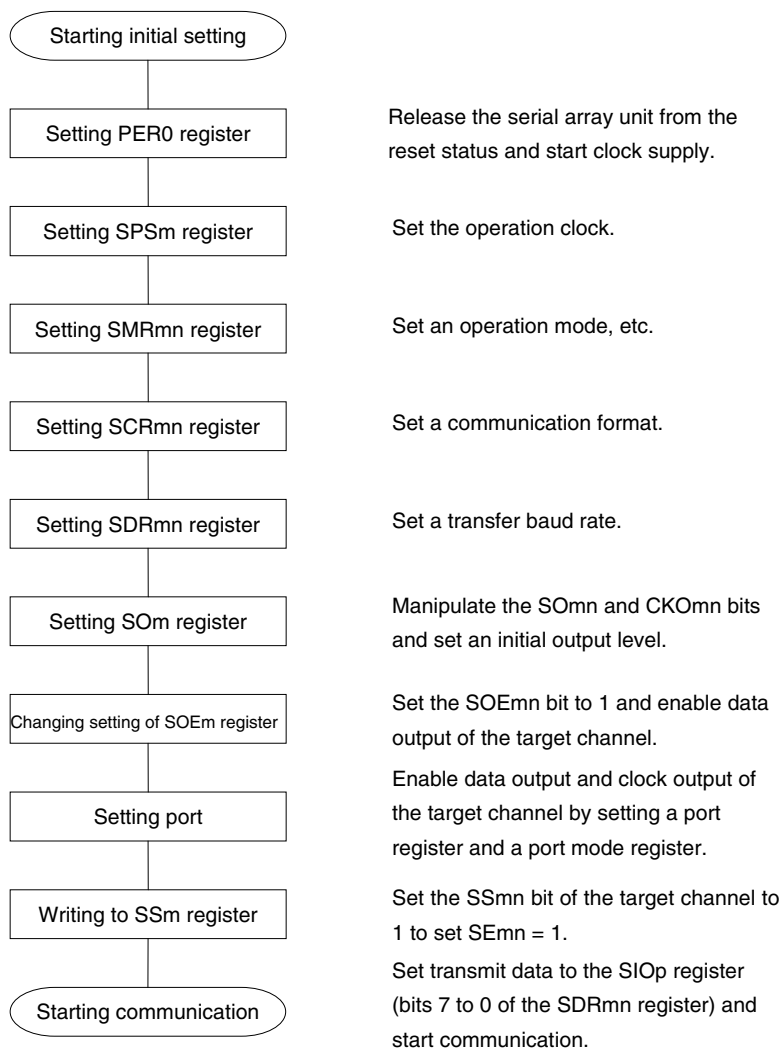 Starting initial setting
Setting PER0 register
Release the serial array unit from the
reset status and start clock supply.
Setting SPSm register
Set the operation clock.
Setting SMRmn register
Set an operation mode, etc.
Setting SCRmn register
Set a communication format.
Setting SDRmn register
Set a transfer baud rate.
Setting SOm register
Manipulate the SOmn and CKOmn bits
and set an initial output level.
Changing setting of SOEm register
Set the SOEmn bit to 1 and enable data
output of the target channel.
Setting port
Enable data output and clock output of
the target channel by setting a port
register and a port mode register.
Writing to SSm register
Set the SSmn bit of the target channel to
1 to set SEmn = 1.
Starting communication
Set transmit data to the SIOp register
(bits 7 to 0 of the SDRmn register) and
start communication.